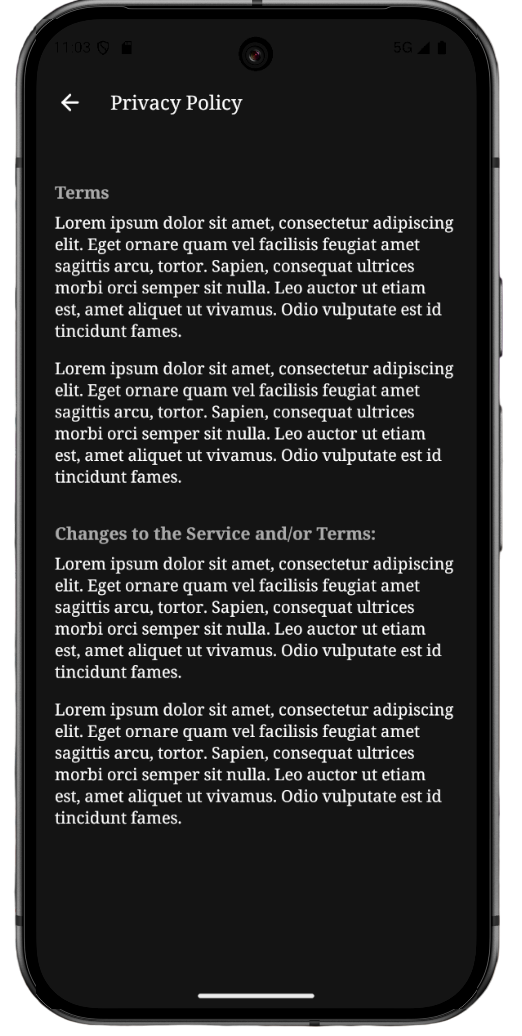 11:03
5G
Privacy Policy
Terms
Lorem ipsum dolor sit amet, consectetur adipiscing
elit. Eget ornare quam vel facilisis feugiat amet
sagittis arcu, tortor. Sapien, consequat ultrices
morbi orci semper sit nulla. Leo auctor ut etiam
est, amet aliquet ut vivamus. Odio vulputate est id
tincidunt fames.
Lorem ipsum dolor sit amet, consectetur adipiscing
elit. Eget ornare quam vel facilisis feugiat amet
sagittis arcu, tortor. Sapien, consequat ultrices
morbi orci semper sit nulla. Leo auctor ut etiam
est, amet aliquet ut vivamus. Odio vulputate est id
tincidunt fames.
Changes to the Service and/or Terms:
Lorem ipsum dolor sit amet, consectetur adipiscing
elit. Eget ornare quam vel facilisis feugiat amet
sagittis arcu, tortor. Sapien, consequat ultrices
morbi orci semper sit nulla. Leo auctor ut etiam
est, amet aliquet ut vivamus. Odio vulputate est id
tincidunt fames.
Lorem ipsum dolor sit amet, consectetur adipiscing
elit. Eget ornare quam vel facilisis feugiat amet
sagittis arcu, tortor. Sapien, consequat ultrices
morbi orci semper sit nulla. Leo auctor ut etiam
est, amet aliquet ut vivamus. Odio vulputate est id
tincidunt fames.